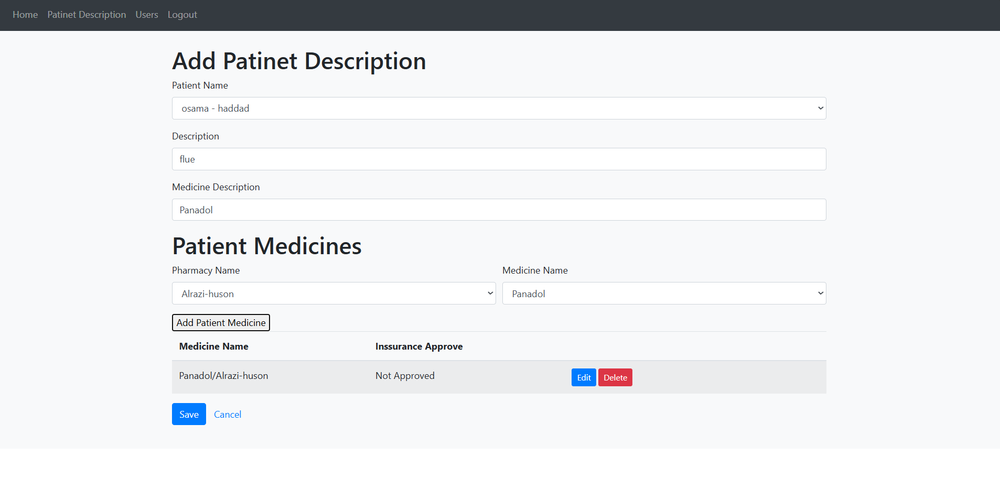 Home Patinet Description Users Logout
Add Patinet Description
Patient Name
osama - haddad
Description
flue
Medicine Description
Panadol
Patient Medicines
Pharmacy Name Medicine Name
Alrazi-huson Panadol
Add Patient Medicine
Medicine Name Inssurance Approve
Panadol/Alrazi-huson Not Approved Edit Delete
Save Cancel